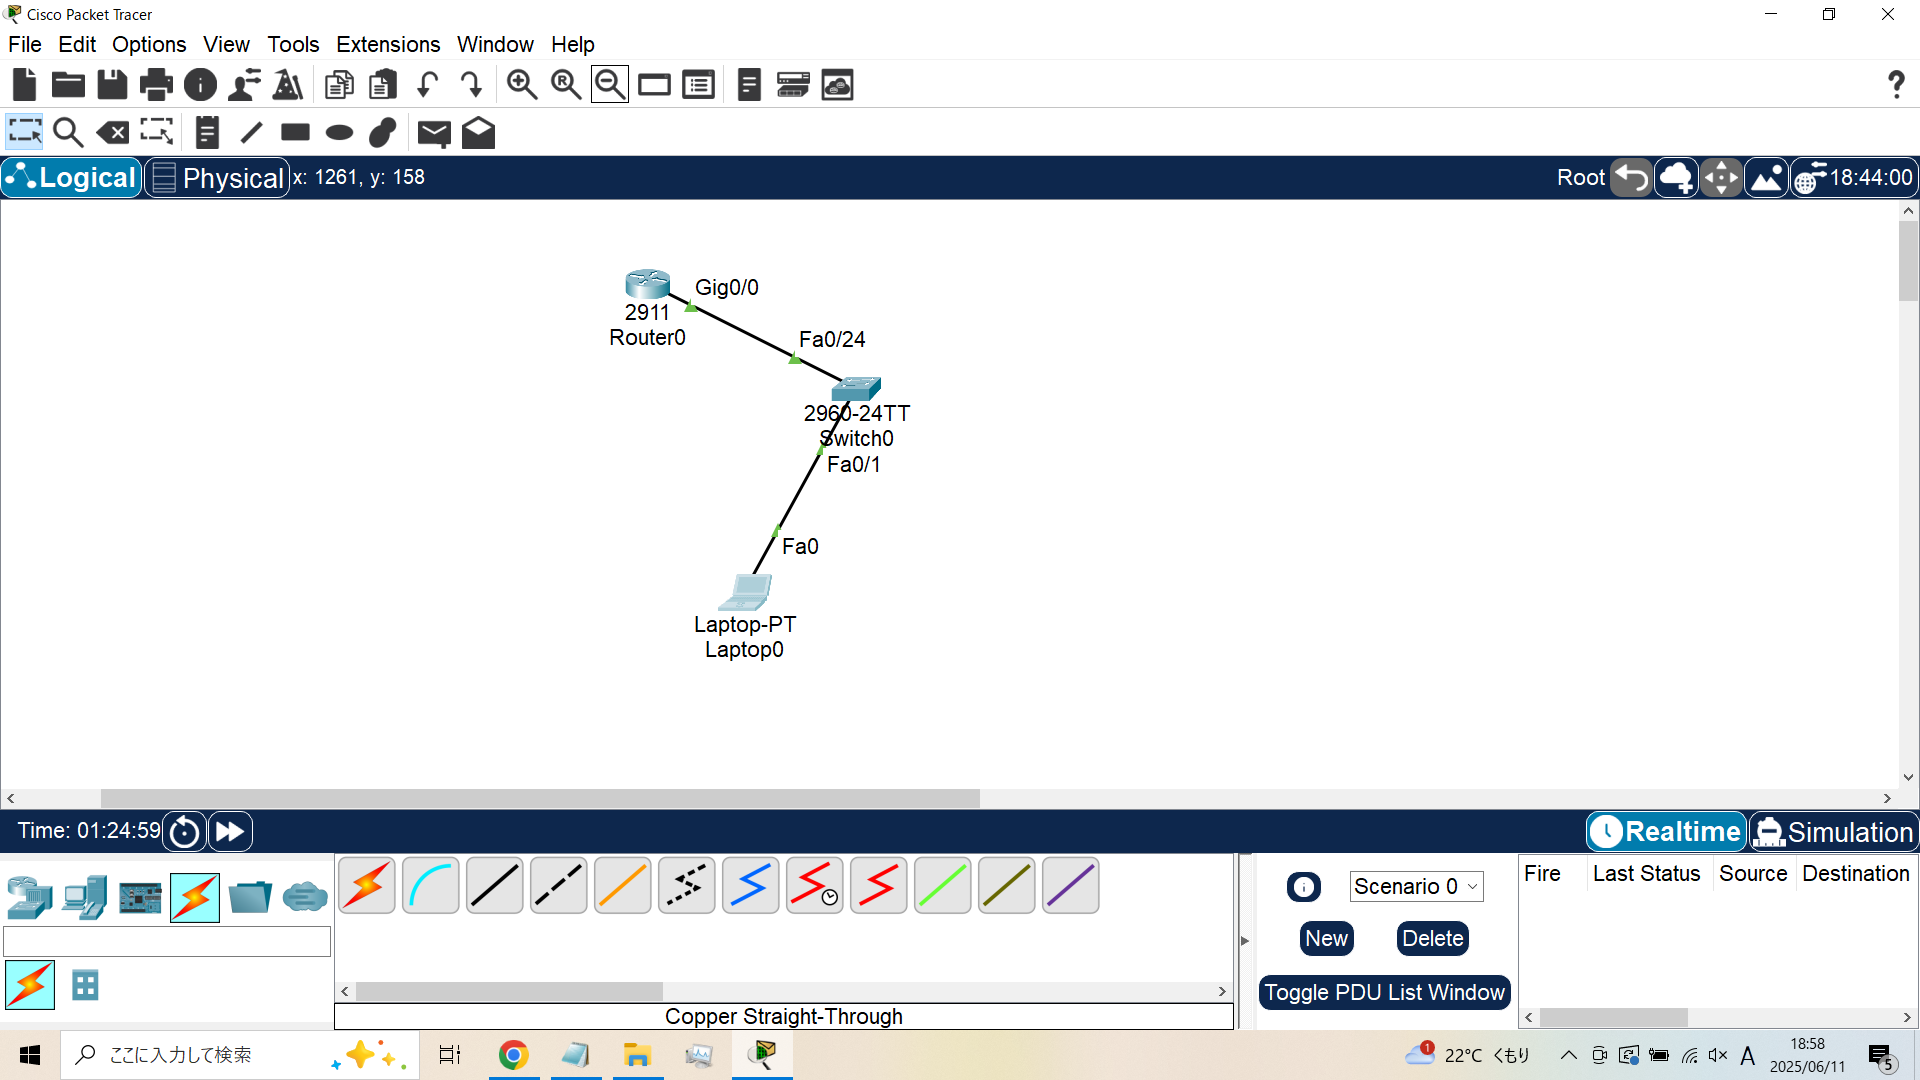 Cisco Packet Tracer
File Edit Options View Tools Extensions Window Help
Logical Physical x: 1261, y: 158 Root 18:44:00
Gig0/0
2911
Router0
Fa0/24
2960-24TT
Switch0
Fa0/1
Fa0
Laptop-PT
Laptop0
Time: 01:24:59 Realtime Simulation
Scenario 0
New Delete
Toggle PDU List Window
Fire Last Status Source Destination
Copper Straight-Through
ここに入力して検索
1
22°C くもり
A
18:58
2025/06/11
5